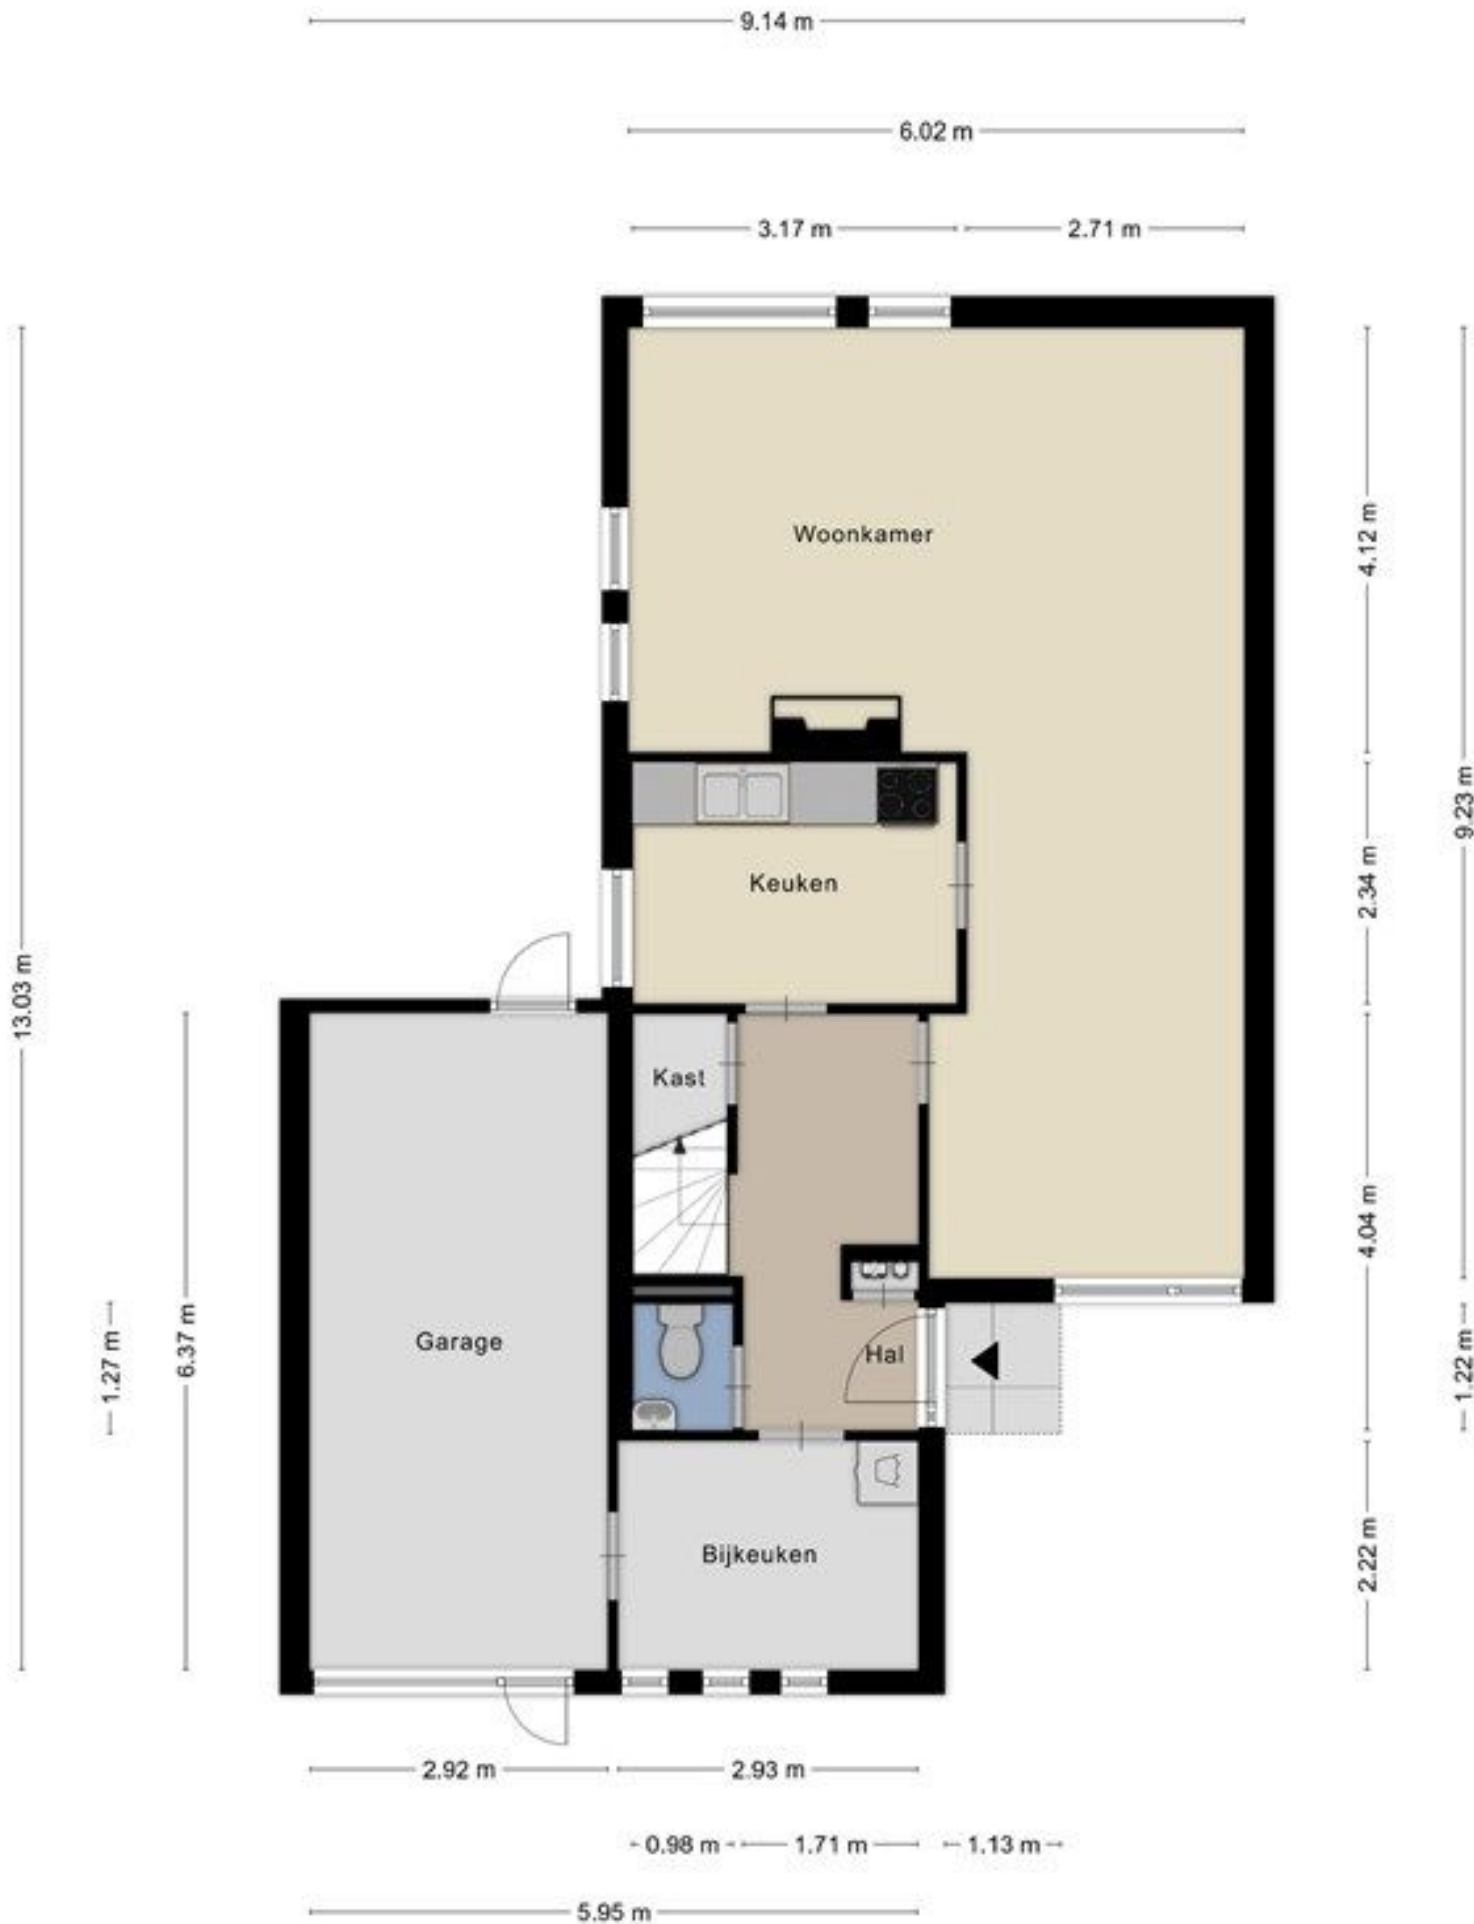 9.14 m
6.02 m
3.17 m
2.71 m
Woonkamer
4.12 m
9.23 m
Keuken
2.34 m
13.03 m
Kast
4.04 m
Garage
6.37 m
1.27 m
Hal
1.22 m
Bijkeuken
2.22 m
2.92 m
2.93 m
0.98 m
1.71 m
1.13 m
5.95 m